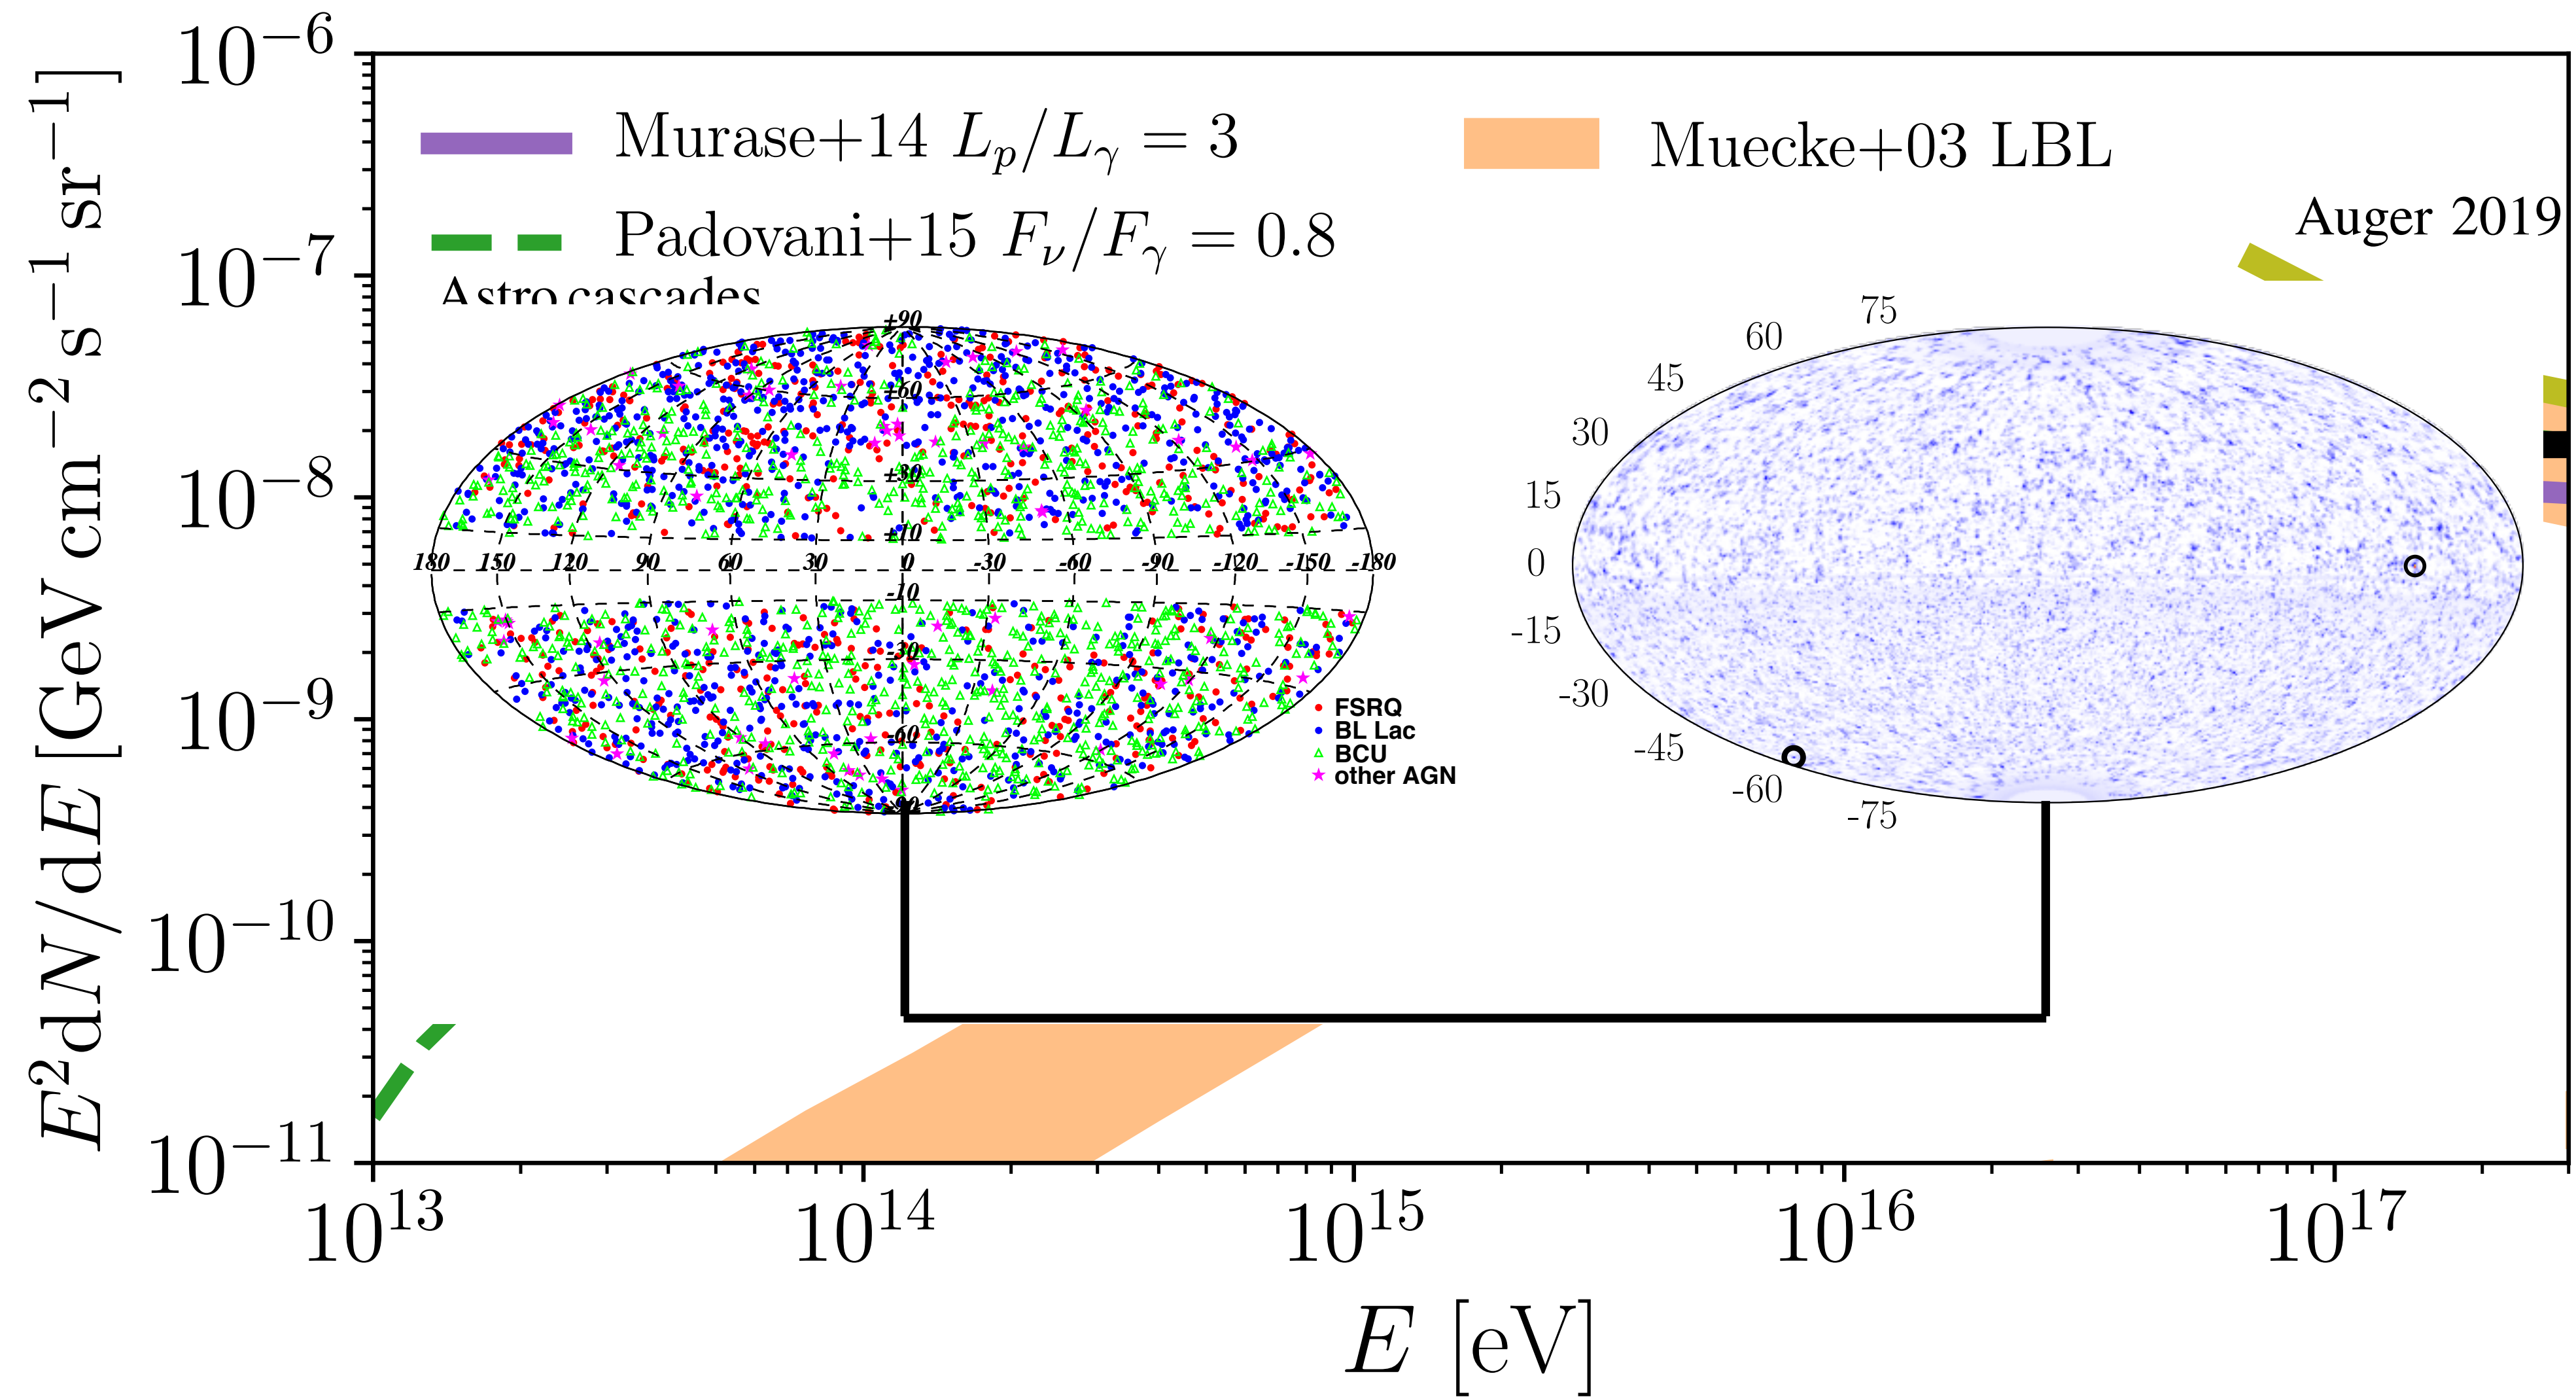 10^−6
10^−7
10^−8
10^−9
10^−10
10^−11
E^2dN/dE [GeV cm^−2 s^−1 sr^−1]
Murase+14 L_p/L_γ = 3
Padovani+15 F_ν/F_γ = 0.8
Muecke+03 LBL
Auger 2019
Astro cascades
+90
+60
+30
+10
180 150 120 90 60 30 0 -30 -60 -90 -120 -150 -180
-10
-30
-60
-90
FSRQ
BL Lac
BCU
other AGN
75
60
45
30
15
0
-15
-30
-45
-60
-75
10^13 10^14 10^15 10^16 10^17
E [eV]